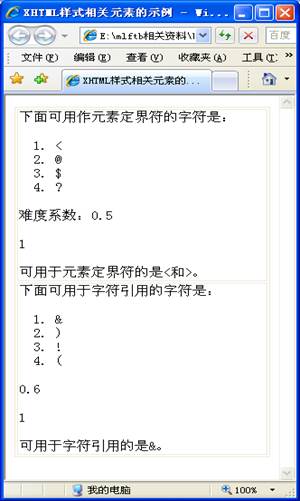 XHTML样式相关元素的示例 - Wi...
E:\mlftb相关资料\
百度
文件(F) 编辑(E) 查看(V) 收藏夹(A) 工具(T)
XHTML样式相关元素的...
下面可用作元素定界符的字符是：
1. <
2. @
3. $
4. ?
难度系数：0.5
1
可用于元素定界符的是<和>。
下面可用于字符引用的字符是：
1. &
2. )
3. !
4. (
0.6
1
可用于字符引用的是&。
我的电脑
100%